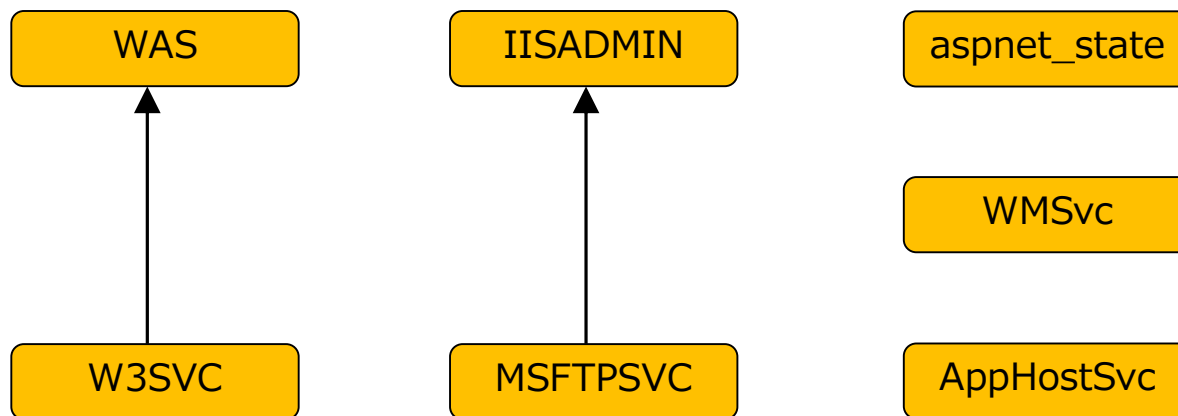 WAS
IISADMIN
aspnet_state
WMSvc
W3SVC
MSFTPSVC
AppHostSvc